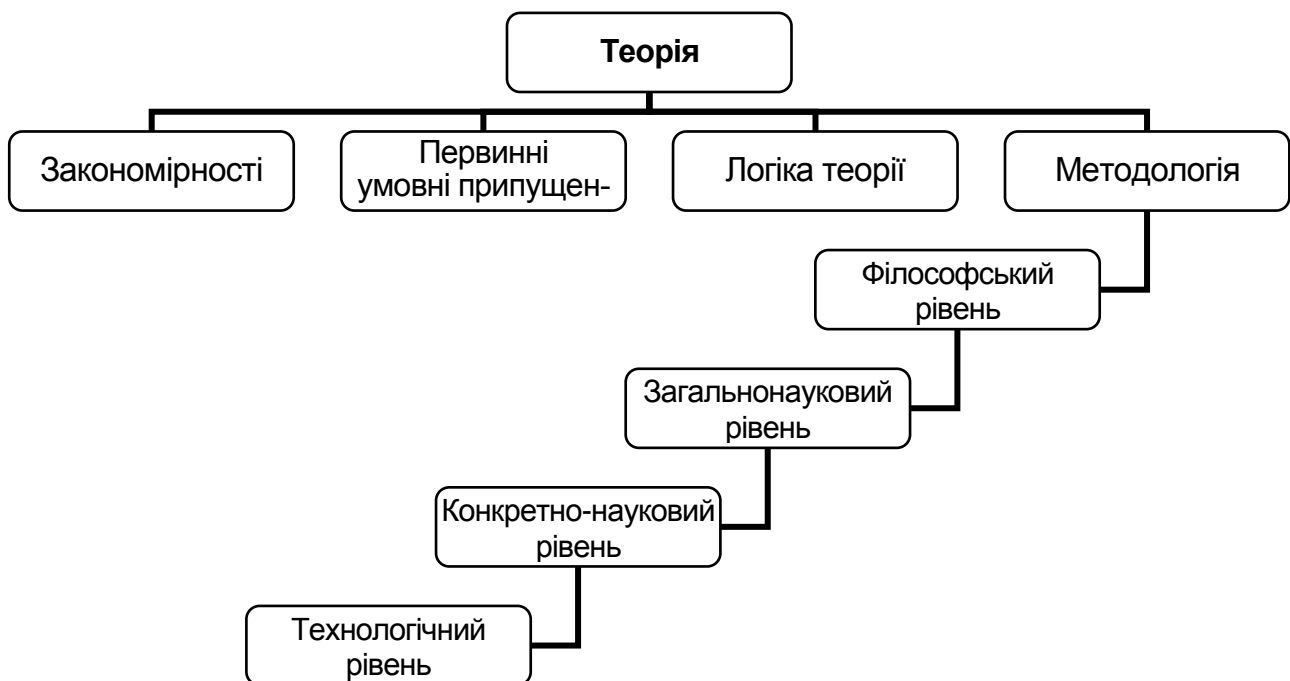 Теорія
Закономірності
Первинні
умовні припущен-
Логіка теорії
Методологія
Філософський
рівень
Загальнонауковий
рівень
Конкретно-науковий
рівень
Технологічний
рівень